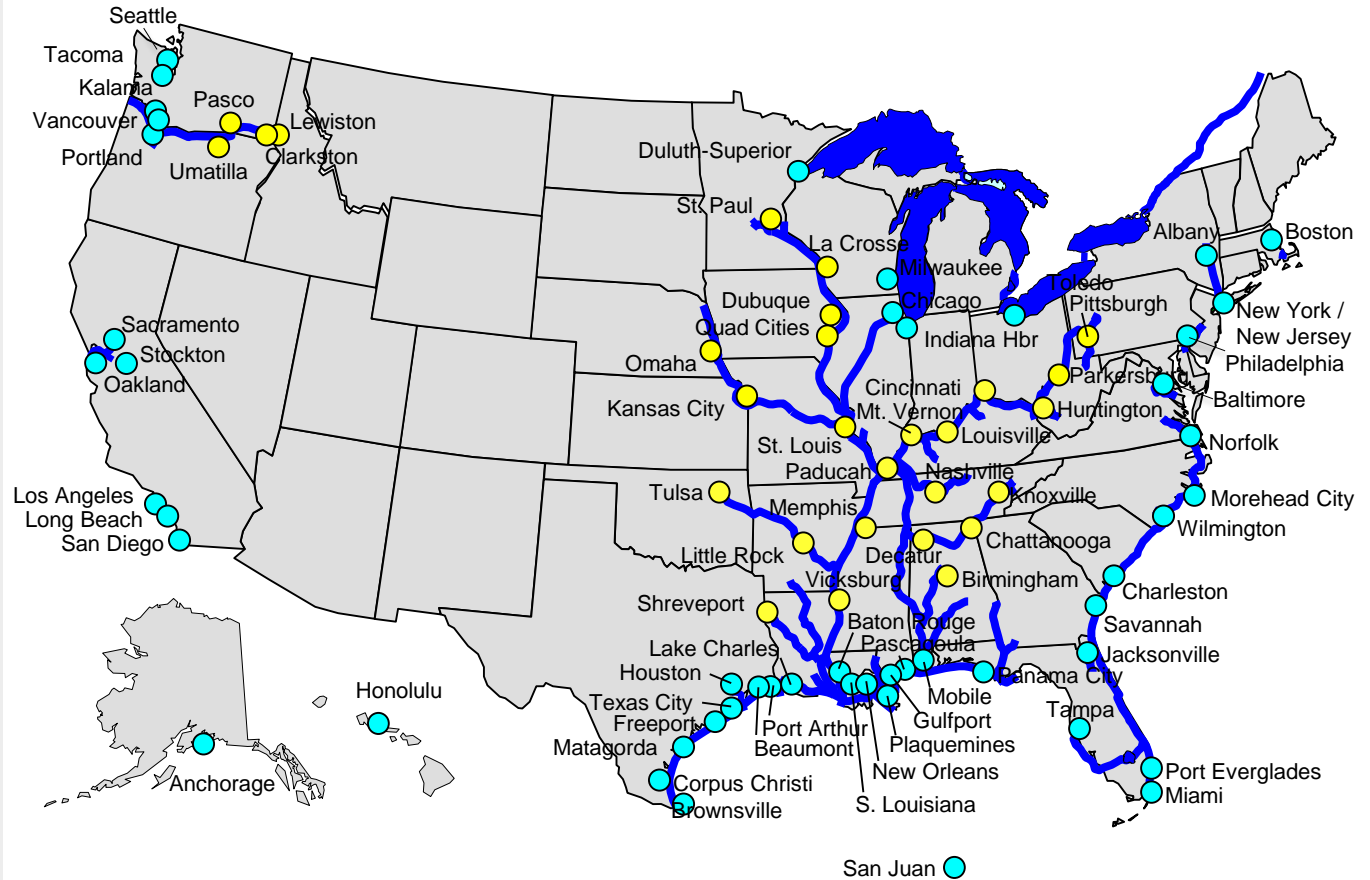 Seattle
Tacoma
Kalama
Pasco
Lewiston
Vancouver
Portland
Clarkston
Umatilla
Duluth-Superior
St. Paul
La Crosse
Milwaukee
Albany
Boston
Toledo
Dubuque
Chicago
Pittsburgh
New York /
New Jersey
Quad Cities
Indiana Hbr
Philadelphia
Sacramento
Stockton
Oakland
Omaha
Cincinnati
Parkersburg
Baltimore
Kansas City
Mt. Vernon
Huntington
St. Louis
Louisville
Norfolk
Paducah
Nashville
Los Angeles
Long Beach
San Diego
Tulsa
Knoxville
Morehead City
Memphis
Wilmington
Little Rock
Decatur
Chattanooga
Vicksburg
Birmingham
Charleston
Shreveport
Baton Rouge
Savannah
Pascagoula
Lake Charles
Jacksonville
Houston
Panama City
Honolulu
Texas City
Mobile
Freeport
Port Arthur
Gulfport
Tampa
Matagorda
Beaumont
Plaquemines
New Orleans
Port Everglades
Anchorage
Corpus Christi
Miami
S. Louisiana
Brownsville
San Juan